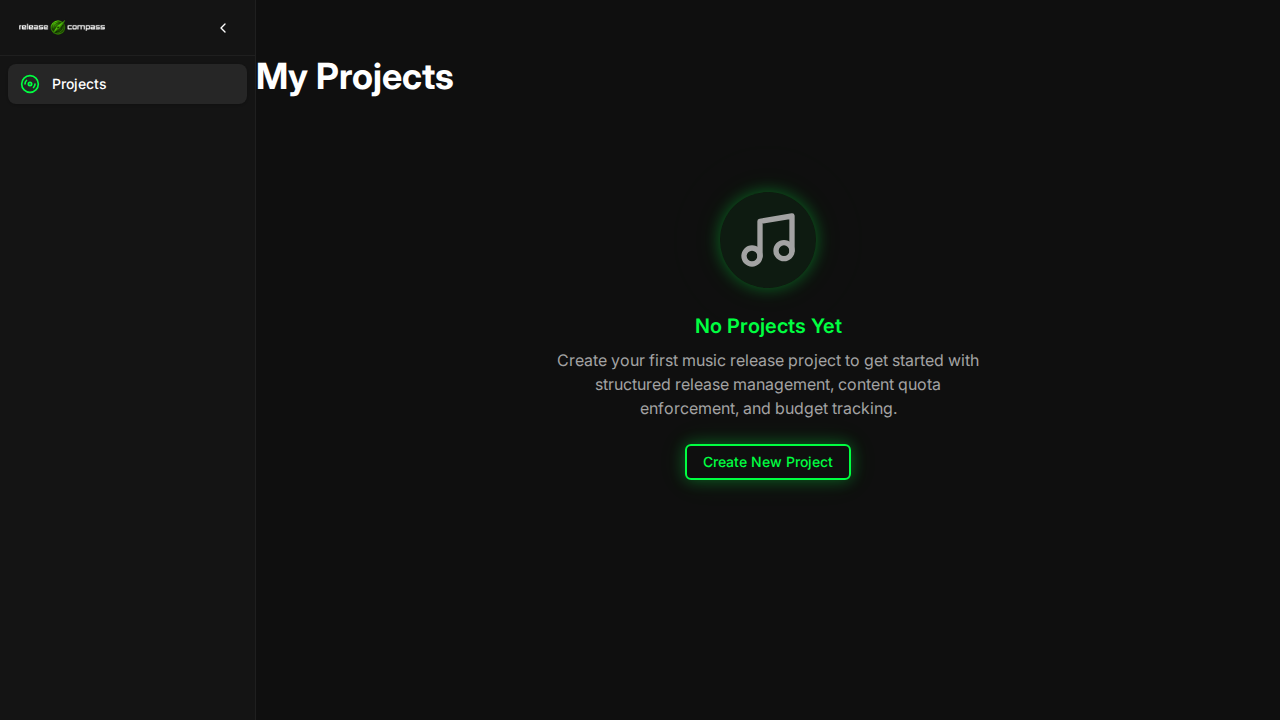 release compass
Projects
My Projects
No Projects Yet
Create your first music release project to get started with
structured release management, content quota
enforcement, and budget tracking.
Create New Project